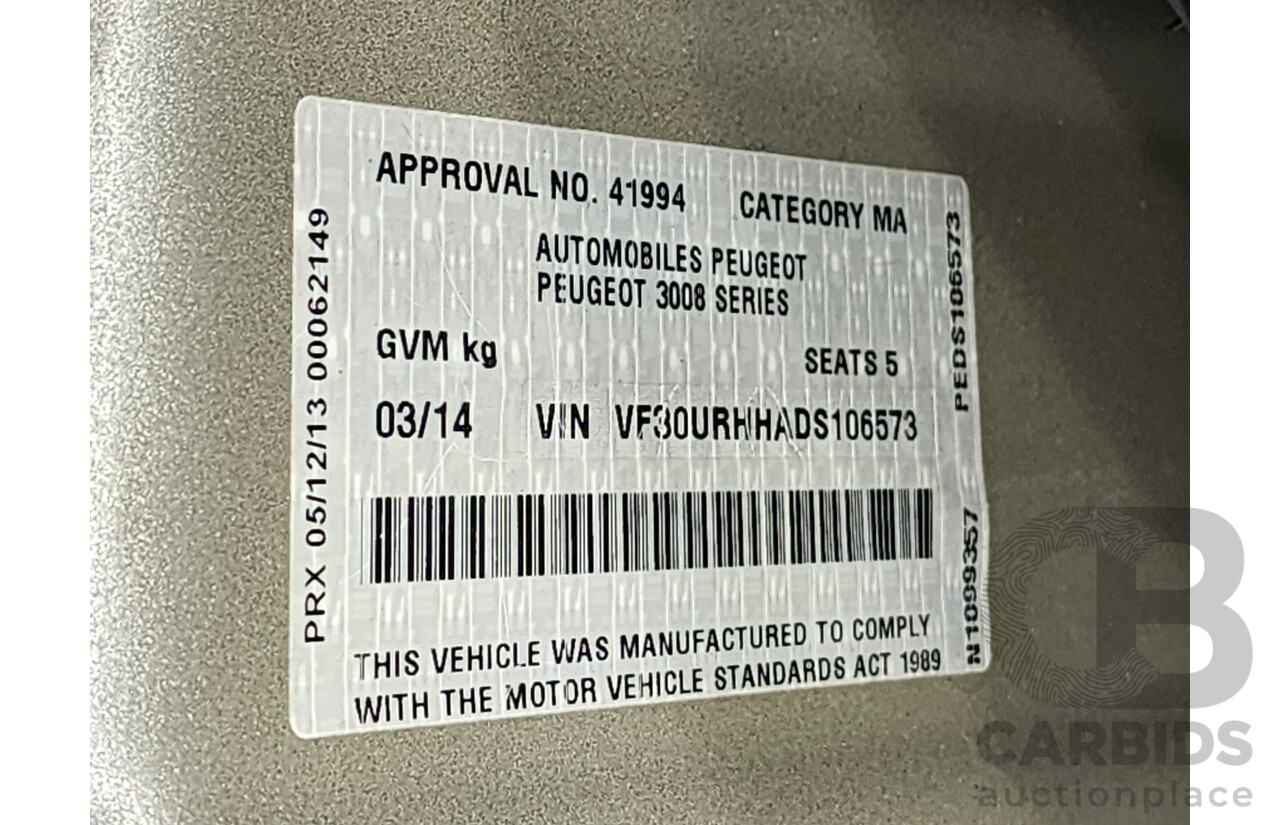 APPROVAL NO. 41994 CATEGORY MA
AUTOMOBILES PEUGEOT
PEUGEOT 3008 SERIES
GVM kg SEATS 5
03/14 VIN VF30URHHADS106573
THIS VEHICLE WAS MANUFACTURED TO COMPLY
WITH THE MOTOR VEHICLE STANDARDS ACT 1989
PRX 05/12/13 00062149
PEDS106573
N1099357
CB
CARBIDS
auctionplace